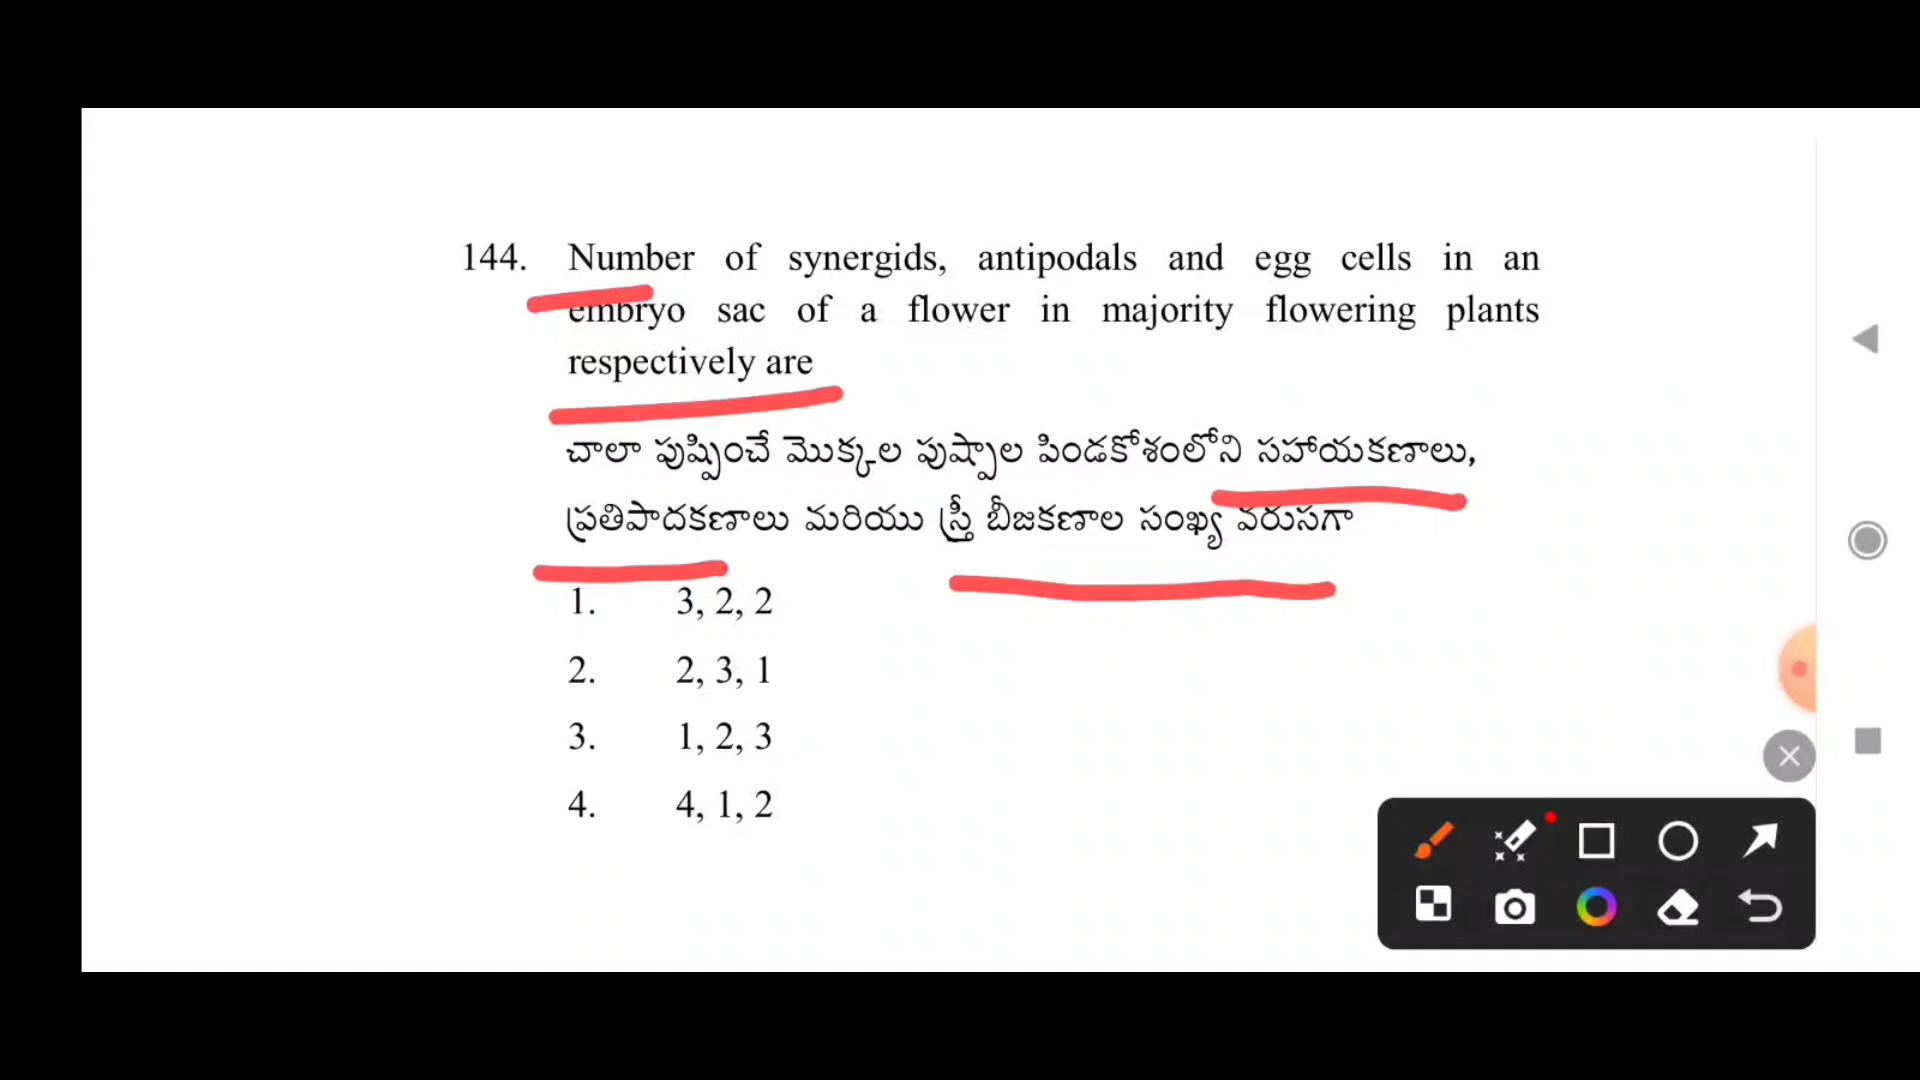 144. Number of synergids, antipodals and egg cells in an
embryo sac of a flower in majority flowering plants
respectively are
చాలా పుష్పించే మొక్కల పుష్పాల పిండకోశంలోని సహాయకణాలు,
ప్రతిపాదకణాలు మరియు స్త్రీ బీజకణాల సంఖ్య వరుసగా
1. 3, 2, 2
2. 2, 3, 1
3. 1, 2, 3
4. 4, 1, 2